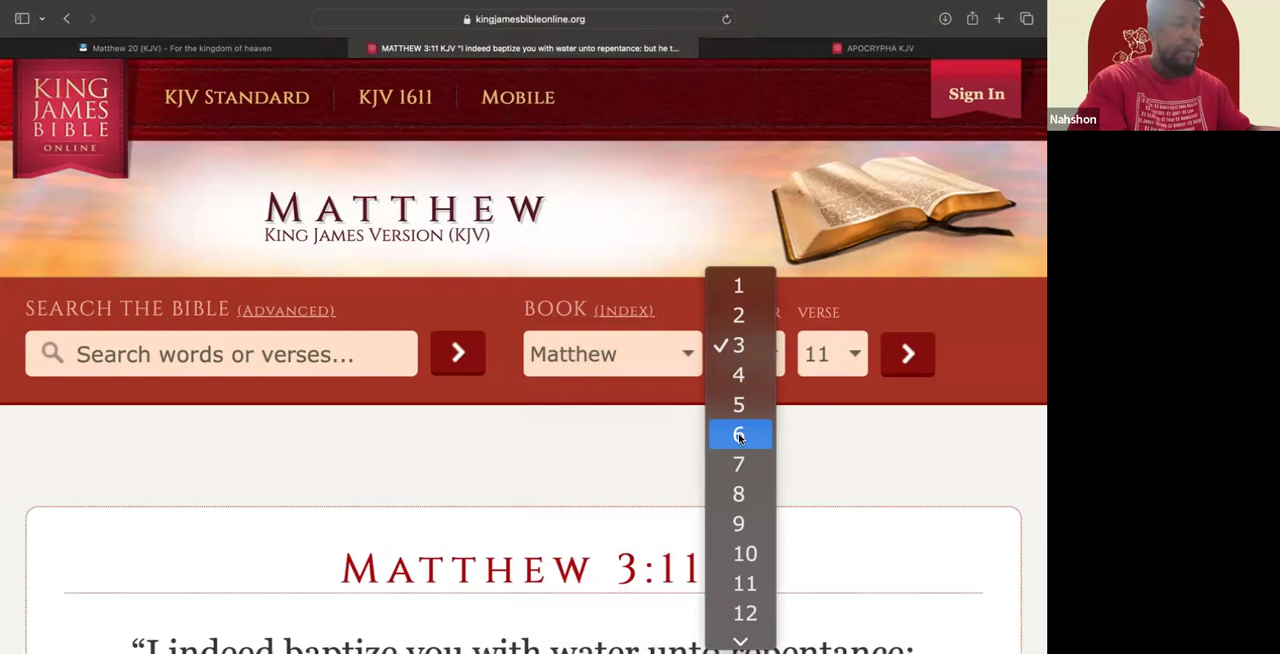 kingjamesbibleonline.org
Matthew 20 (KJV) – For the kingdom of heaven
MATTHEW 3:11 KJV "I indeed baptize you with water unto repentance: but he t...
APOCRYPHA KJV
KING
JAMES
BIBLE
ONLINE
KJV STANDARD
KJV 1611
MOBILE
Sign In
Nahshon
MATTHEW
KING JAMES VERSION (KJV)
SEARCH THE BIBLE (ADVANCED)
BOOK (INDEX)
R
VERSE
Search words or verses...
Matthew
11
1
2
✓ 3
4
5
6
7
8
9
10
11
12
MATTHEW 3:11
“I indeed baptize you with water unto repentance: